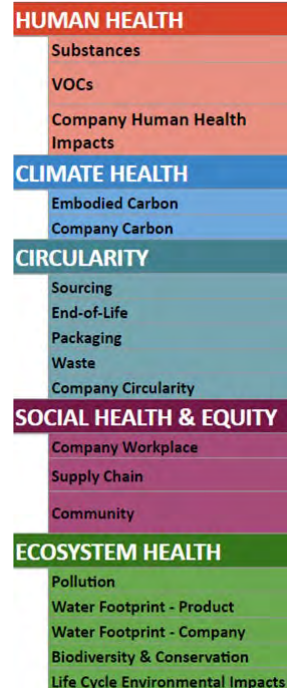 HUMAN HEALTH
Substances
VOCs
Company Human Health
Impacts
CLIMATE HEALTH
Embodied Carbon
Company Carbon
CIRCULARITY
Sourcing
End-of-Life
Packaging
Waste
Company Circularity
SOCIAL HEALTH & EQUITY
Company Workplace
Supply Chain
Community
ECOSYSTEM HEALTH
Pollution
Water Footprint - Product
Water Footprint - Company
Biodiversity & Conservation
Life Cycle Environmental Impacts